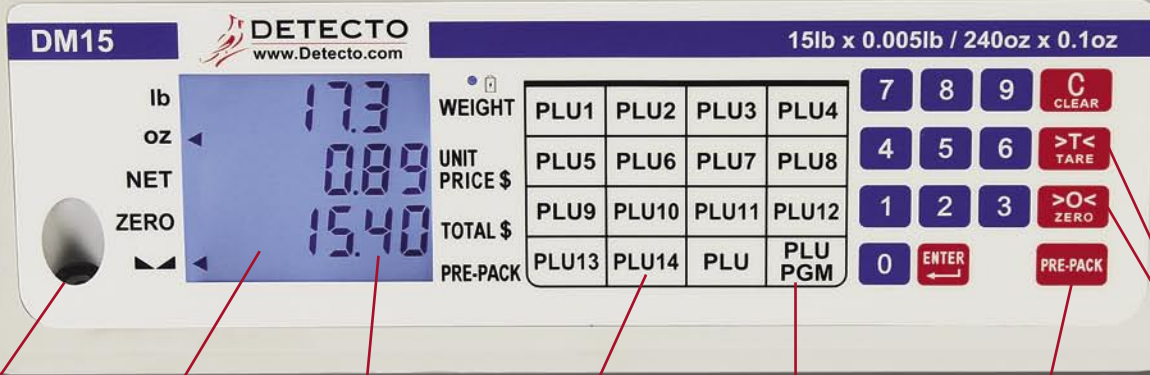 DM15
DETECTO
www.Detecto.com
15lb x 0.005lb / 240oz x 0.1oz
lb
oz
NET
ZERO
17.3
0.89
15.40
WEIGHT
UNIT
PRICE $
TOTAL $
PRE-PACK
PLU1 PLU2 PLU3 PLU4
PLU5 PLU6 PLU7 PLU8
PLU9 PLU10 PLU11 PLU12
PLU13 PLU14 PLU PLU
PGM
7 8 9 C
CLEAR
4 5 6 >T<
TARE
1 2 3 >O<
ZERO
0 ENTER PRE-PACK